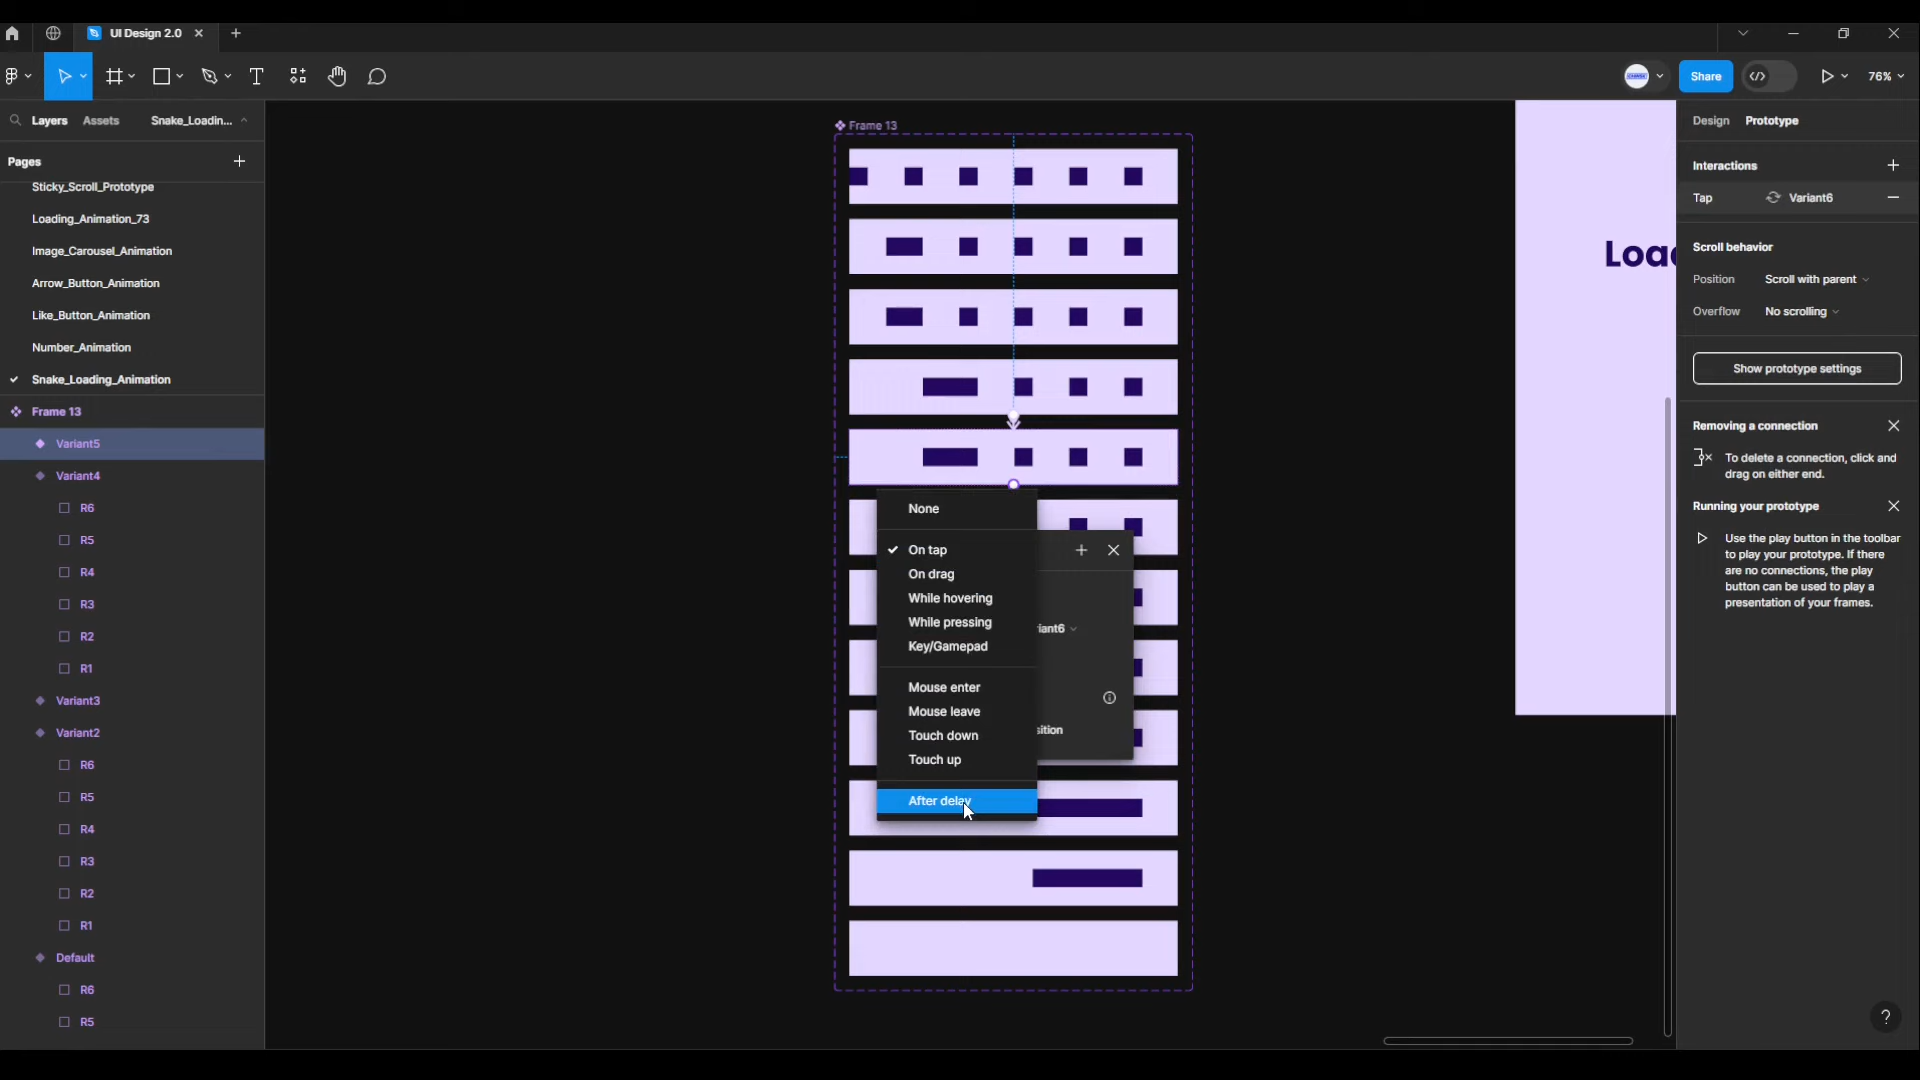 UI Design 2.0
Share
76%
Layers
Assets
Snake_Loadin...
Frame 13
Design
Prototype
Pages
Sticky_Scroll_Prototype
Loading_Animation_73
Image_Carousel_Animation
Arrow_Button_Animation
Like_Button_Animation
Number_Animation
Snake_Loading_Animation
Frame 13
Variant5
Variant4
R6
R5
R4
R3
R2
R1
Variant3
Variant2
R6
R5
R4
R3
R2
R1
Default
R6
R5
None
On tap
On drag
While hovering
While pressing
Key/Gamepad
Mouse enter
Mouse leave
Touch down
Touch up
After delay
iant6
sition
Load
Interactions
Tap
Variant6
Scroll behavior
Position
Scroll with parent
Overflow
No scrolling
Show prototype settings
Removing a connection
To delete a connection, click and
drag on either end.
Running your prototype
Use the play button in the toolbar
to play your prototype. If there
are no connections, the play
button can be used to play a
presentation of your frames.
?